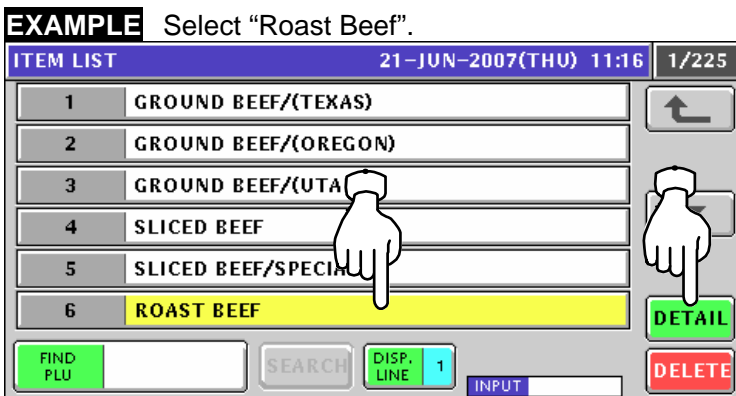 EXAMPLE Select “Roast Beef”.
ITEM LIST 21-JUN-2007(THU) 11:16 1/225
1 GROUND BEEF/(TEXAS)
2 GROUND BEEF/(OREGON)
3 GROUND BEEF/(UTA
4 SLICED BEEF
5 SLICED BEEF/SPECIA
6 ROAST BEEF
DETAIL
FIND PLU SEARCH DISP. LINE 1 INPUT DELETE